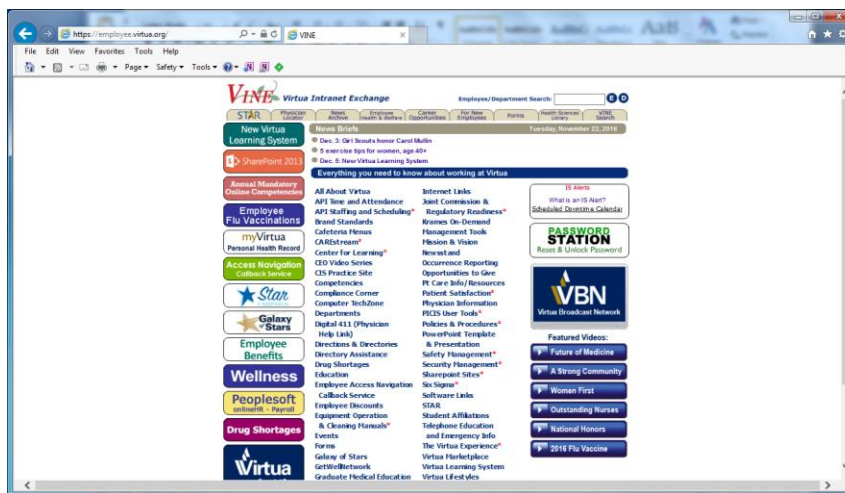 https://employee.virtua.org/
VINE
File Edit View Favorites Tools Help
Page Safety Tools
VINE Virtua Intranet Exchange
Employee/Department Search: E D
STAR
Physician Locator
News Archive
Employee Health & Welfare
Career Opportunities
For New Employees
Forms
Health Sciences Library
VINE Search
New Virtua
Learning System
SharePoint 2013
Annual Mandatory
Online Competencies
Employee
Flu Vaccinations
myVirtua
Personal Health Record
Access Navigation
Callback Service
Star
Galaxy
of Stars
Employee
Benefits
Wellness
Peoplesoft
onlineHR - Payroll
Drug Shortages
Virtua
News Briefs
Tuesday, November 22, 2016
Dec. 3: Girl Scouts honor Carol Mullin
5 exercise tips for women, age 40+
Dec. 5: New Virtua Learning System
Everything you need to know about working at Virtua
All About Virtua
API Time and Attendance
API Staffing and Scheduling*
Brand Standards
Cafeteria Menus
CAREstream*
Center for Learning*
CEO Video Series
CIS Practice Site
Competencies
Compliance Corner
Computer TechZone
Departments
Digital 411 (Physician
Help Link)
Directions & Directories
Directory Assistance
Drug Shortages
Education
Employee Access Navigation
Callback Service
Employee Discounts
Equipment Operation
& Cleaning Manuals*
Events
Forms
Galaxy of Stars
GetWellNetwork
Graduate Medical Education
Internet Links
Joint Commission &
Regulatory Readiness*
Krames On-Demand
Management Tools
Mission & Vision
Newsstand
Occurrence Reporting
Opportunities to Give
Pt Care Info/Resources
Patient Satisfaction*
Physician Information
PICIS User Tools*
Policies & Procedures*
PowerPoint Template
& Presentation
Safety Management*
Security Management*
Sharepoint Sites*
Six Sigma*
Software Links
STAR
Student Affiliations
Telephone Education
and Emergency Info
The Virtua Experience*
Virtua Marketplace
Virtua Learning System
Virtua Lifestyles
IS Alerts
What is an IS Alert?
Scheduled Downtime Calendar
PASSWORD
STATION
Reset & Unlock Password
VBN
Virtua Broadcast Network
Featured Videos:
Future of Medicine
A Strong Community
Women First
Outstanding Nurses
National Honors
2016 Flu Vaccine